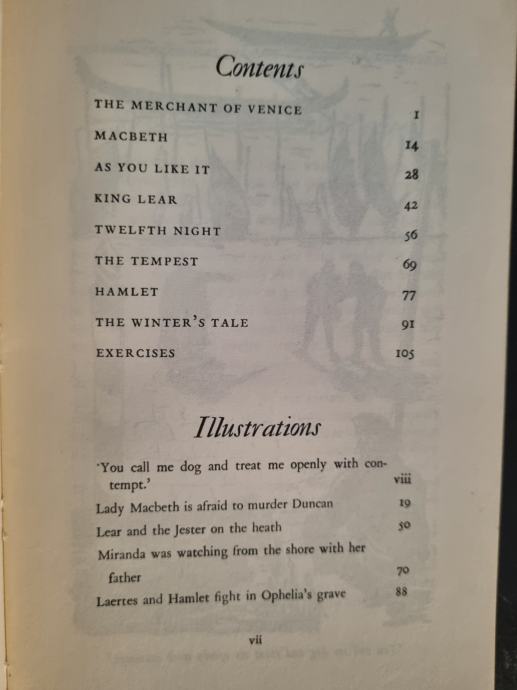 Contents
THE MERCHANT OF VENICE 1
MACBETH 14
AS YOU LIKE IT 28
KING LEAR 42
TWELFTH NIGHT 56
THE TEMPEST 69
HAMLET 77
THE WINTER'S TALE 91
EXERCISES 105
Illustrations
'You call me dog and treat me openly with con-
tempt.' viii
Lady Macbeth is afraid to murder Duncan 19
Lear and the Jester on the heath 50
Miranda was watching from the shore with her
father 70
Laertes and Hamlet fight in Ophelia's grave 88
vii